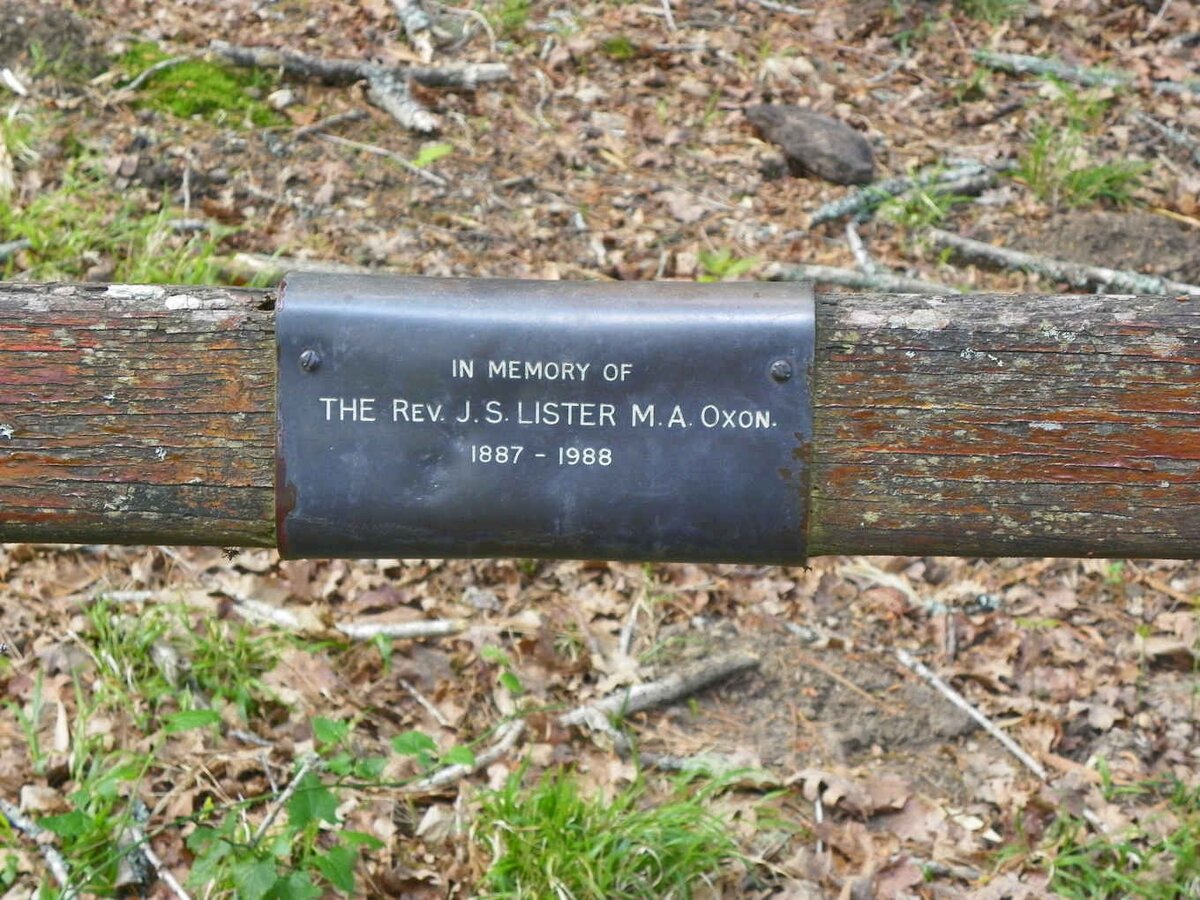 IN MEMORY OF
THE REV. J. S. LISTER M. A. OXON.
1887 - 1988